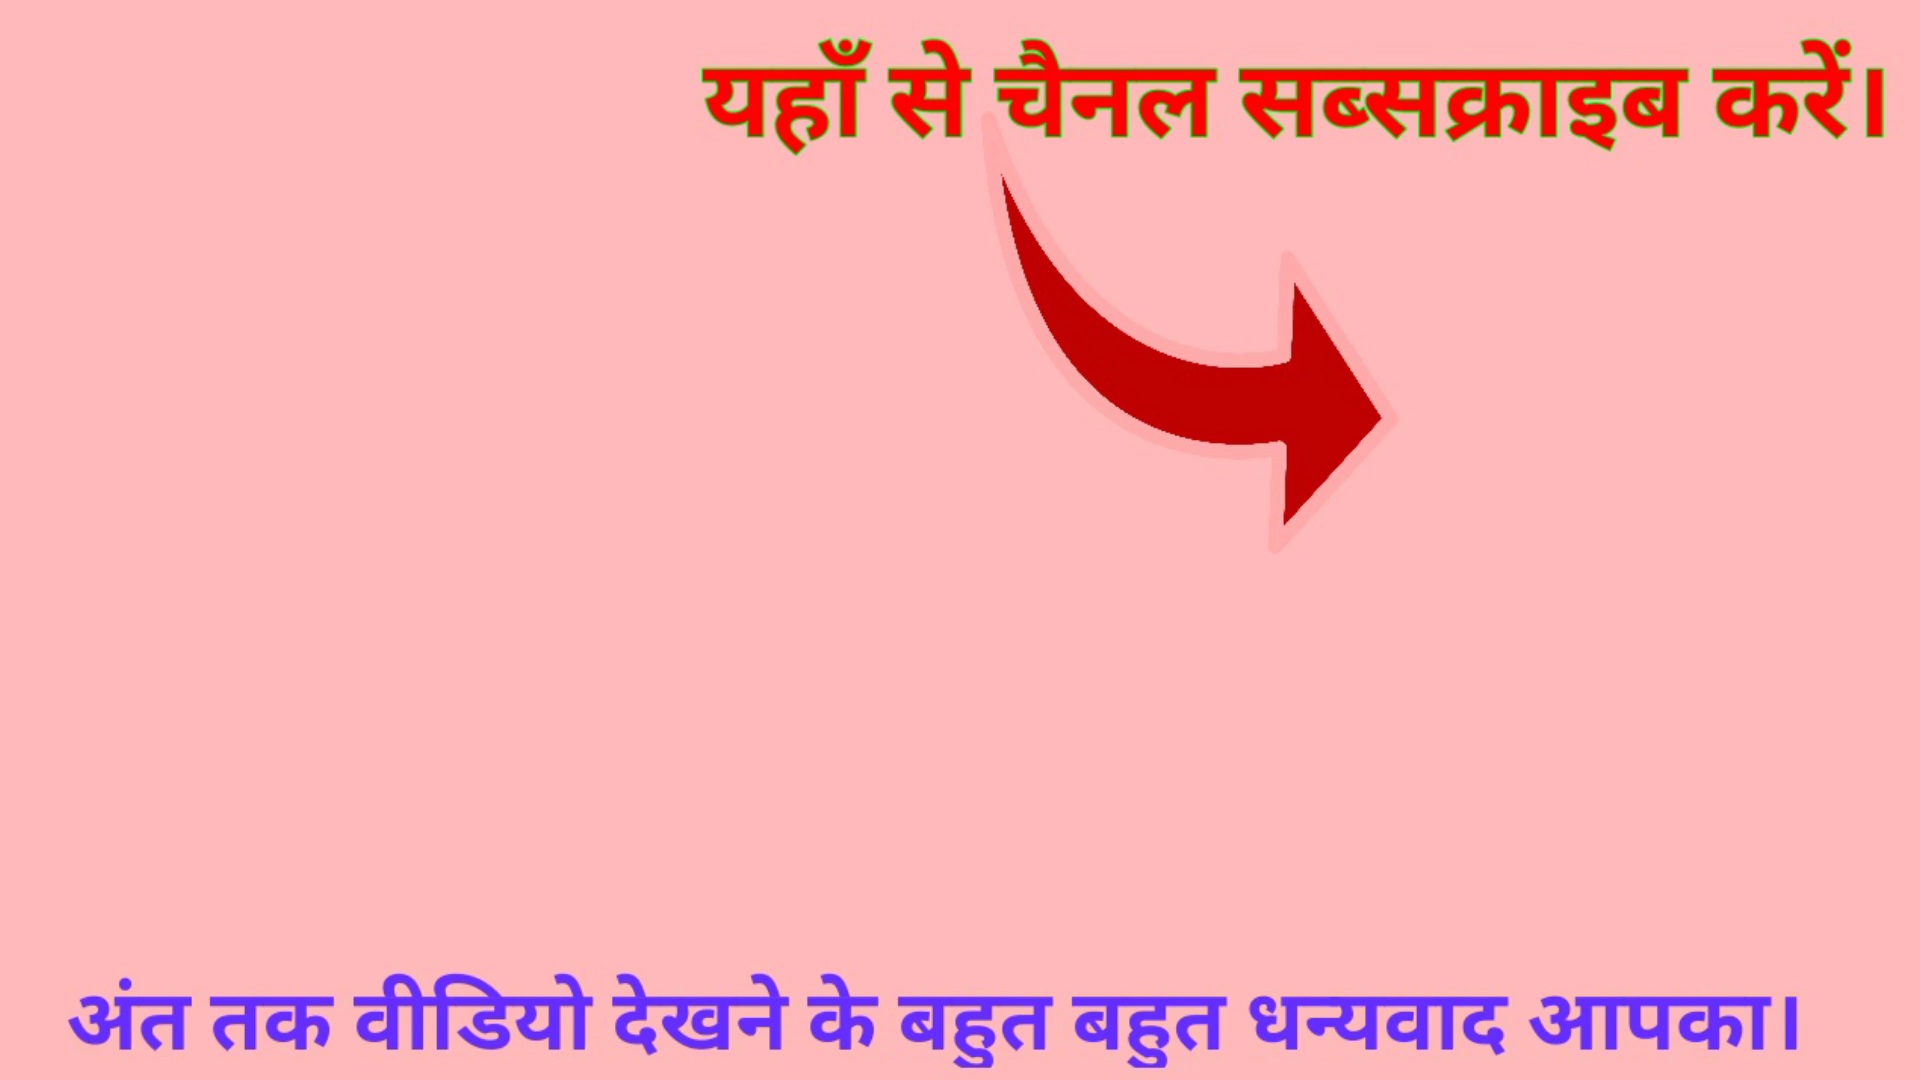 यहाँ से चैनल सब्सक्राइब करें।
अंत तक वीडियो देखने के बहुत बहुत धन्यवाद आपका।